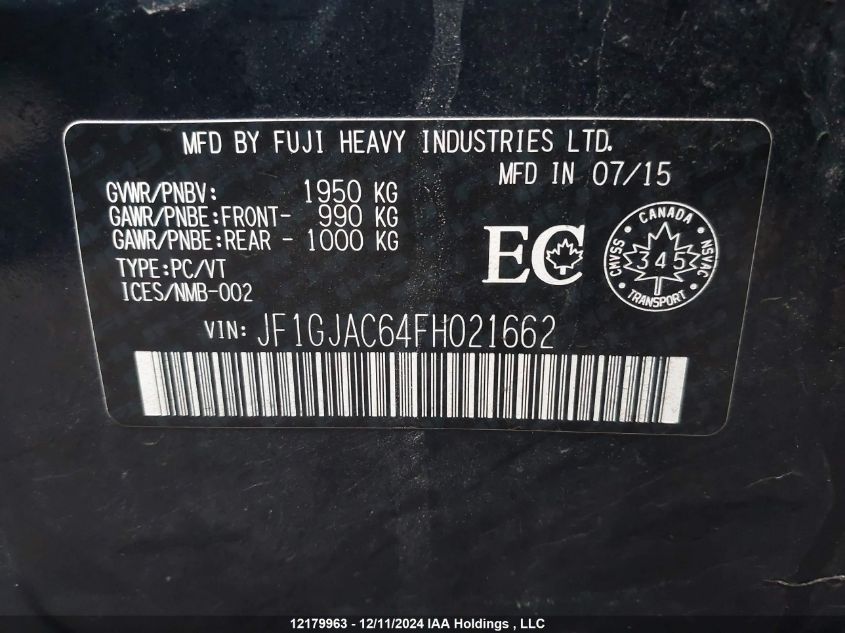 MFD BY FUJI HEAVY INDUSTRIES LTD.
MFD IN 07/15
GVWR/PNBV: 1950 KG
GAWR/PNBE:FRONT- 990 KG
GAWR/PNBE:REAR - 1000 KG
TYPE:PC/VT
ICES/NMB-002
EC
CANADA
CMVSS 345 NSVAC
TRANSPORT
VIN: JF1GJAC64FH021662
12179963 - 12/11/2024 IAA Holdings , LLC